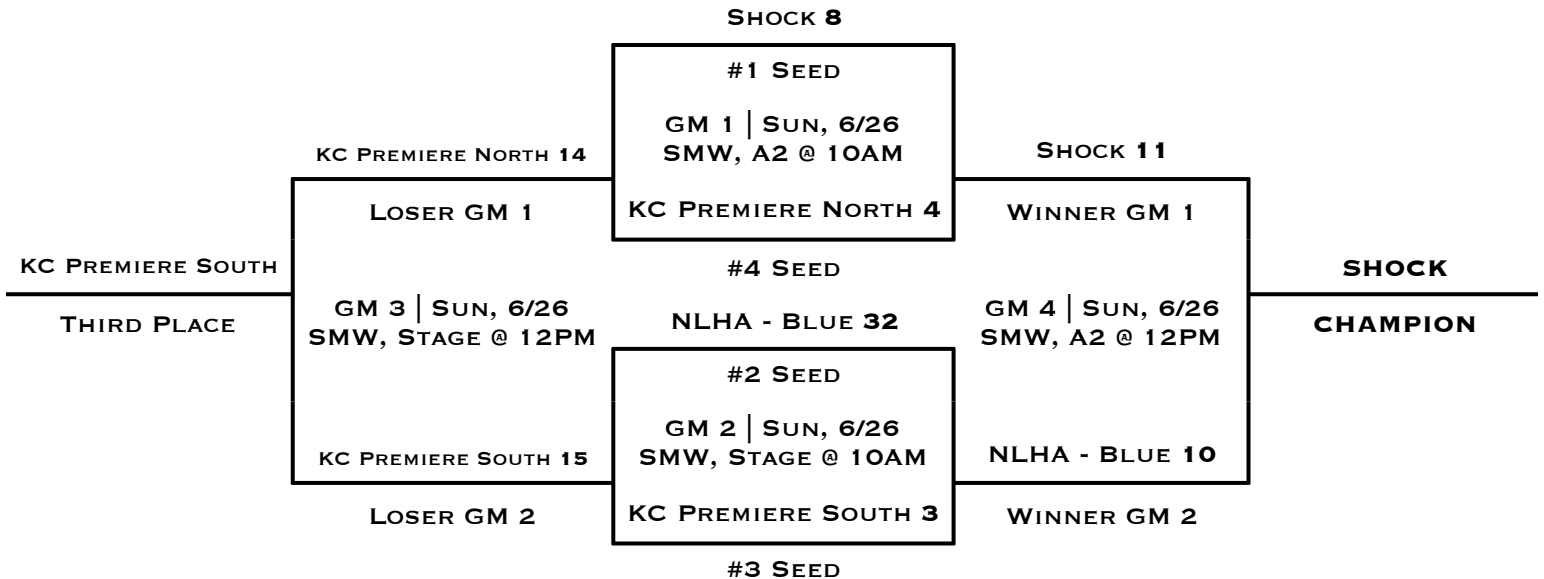 Shock 8
#1 Seed
GM 1 | Sun, 6/26
SMW, A2 @ 10AM
KC Premiere North 4
#4 Seed
NLHA - Blue 32
#2 Seed
GM 2 | Sun, 6/26
SMW, Stage @ 10AM
KC Premiere South 3
#3 Seed
KC Premiere North 14
Loser GM 1
GM 3 | Sun, 6/26
SMW, Stage @ 12PM
KC Premiere South 15
Loser GM 2
KC Premiere South
Third Place
Shock 11
Winner GM 1
GM 4 | Sun, 6/26
SMW, A2 @ 12PM
NLHA - Blue 10
Winner GM 2
SHOCK
CHAMPION